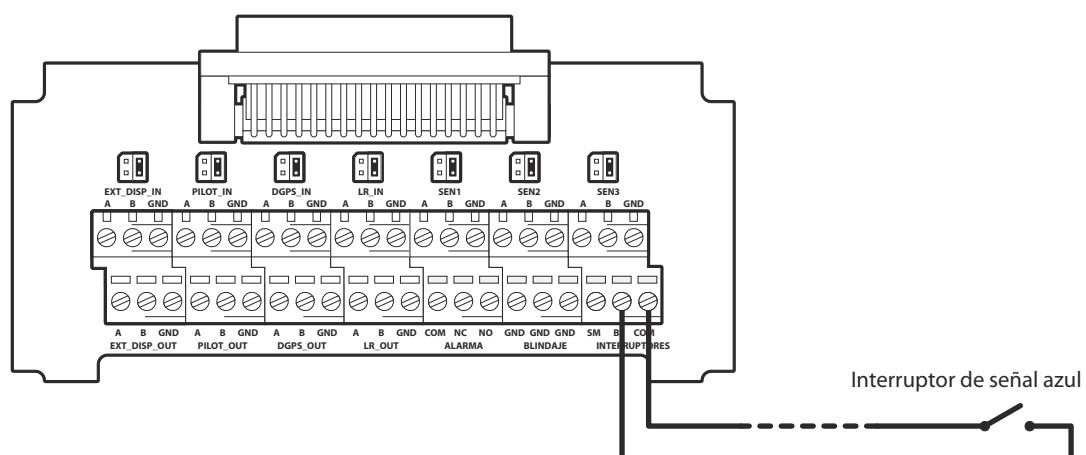 EXT_DISP_IN PILOT_IN DGPS_IN LR_IN SEN1 SEN2 SEN3
A B GND A B GND A B GND A B GND A B GND A B GND A B GND
A B GND A B GND A B GND A B GND COM NC NO GND GND GND SM BS COM
EXT_DISP_OUT PILOT_OUT DGPS_OUT LR_OUT ALARMA BLINDAJE INTERRUPTORES
Interruptor de señal azul